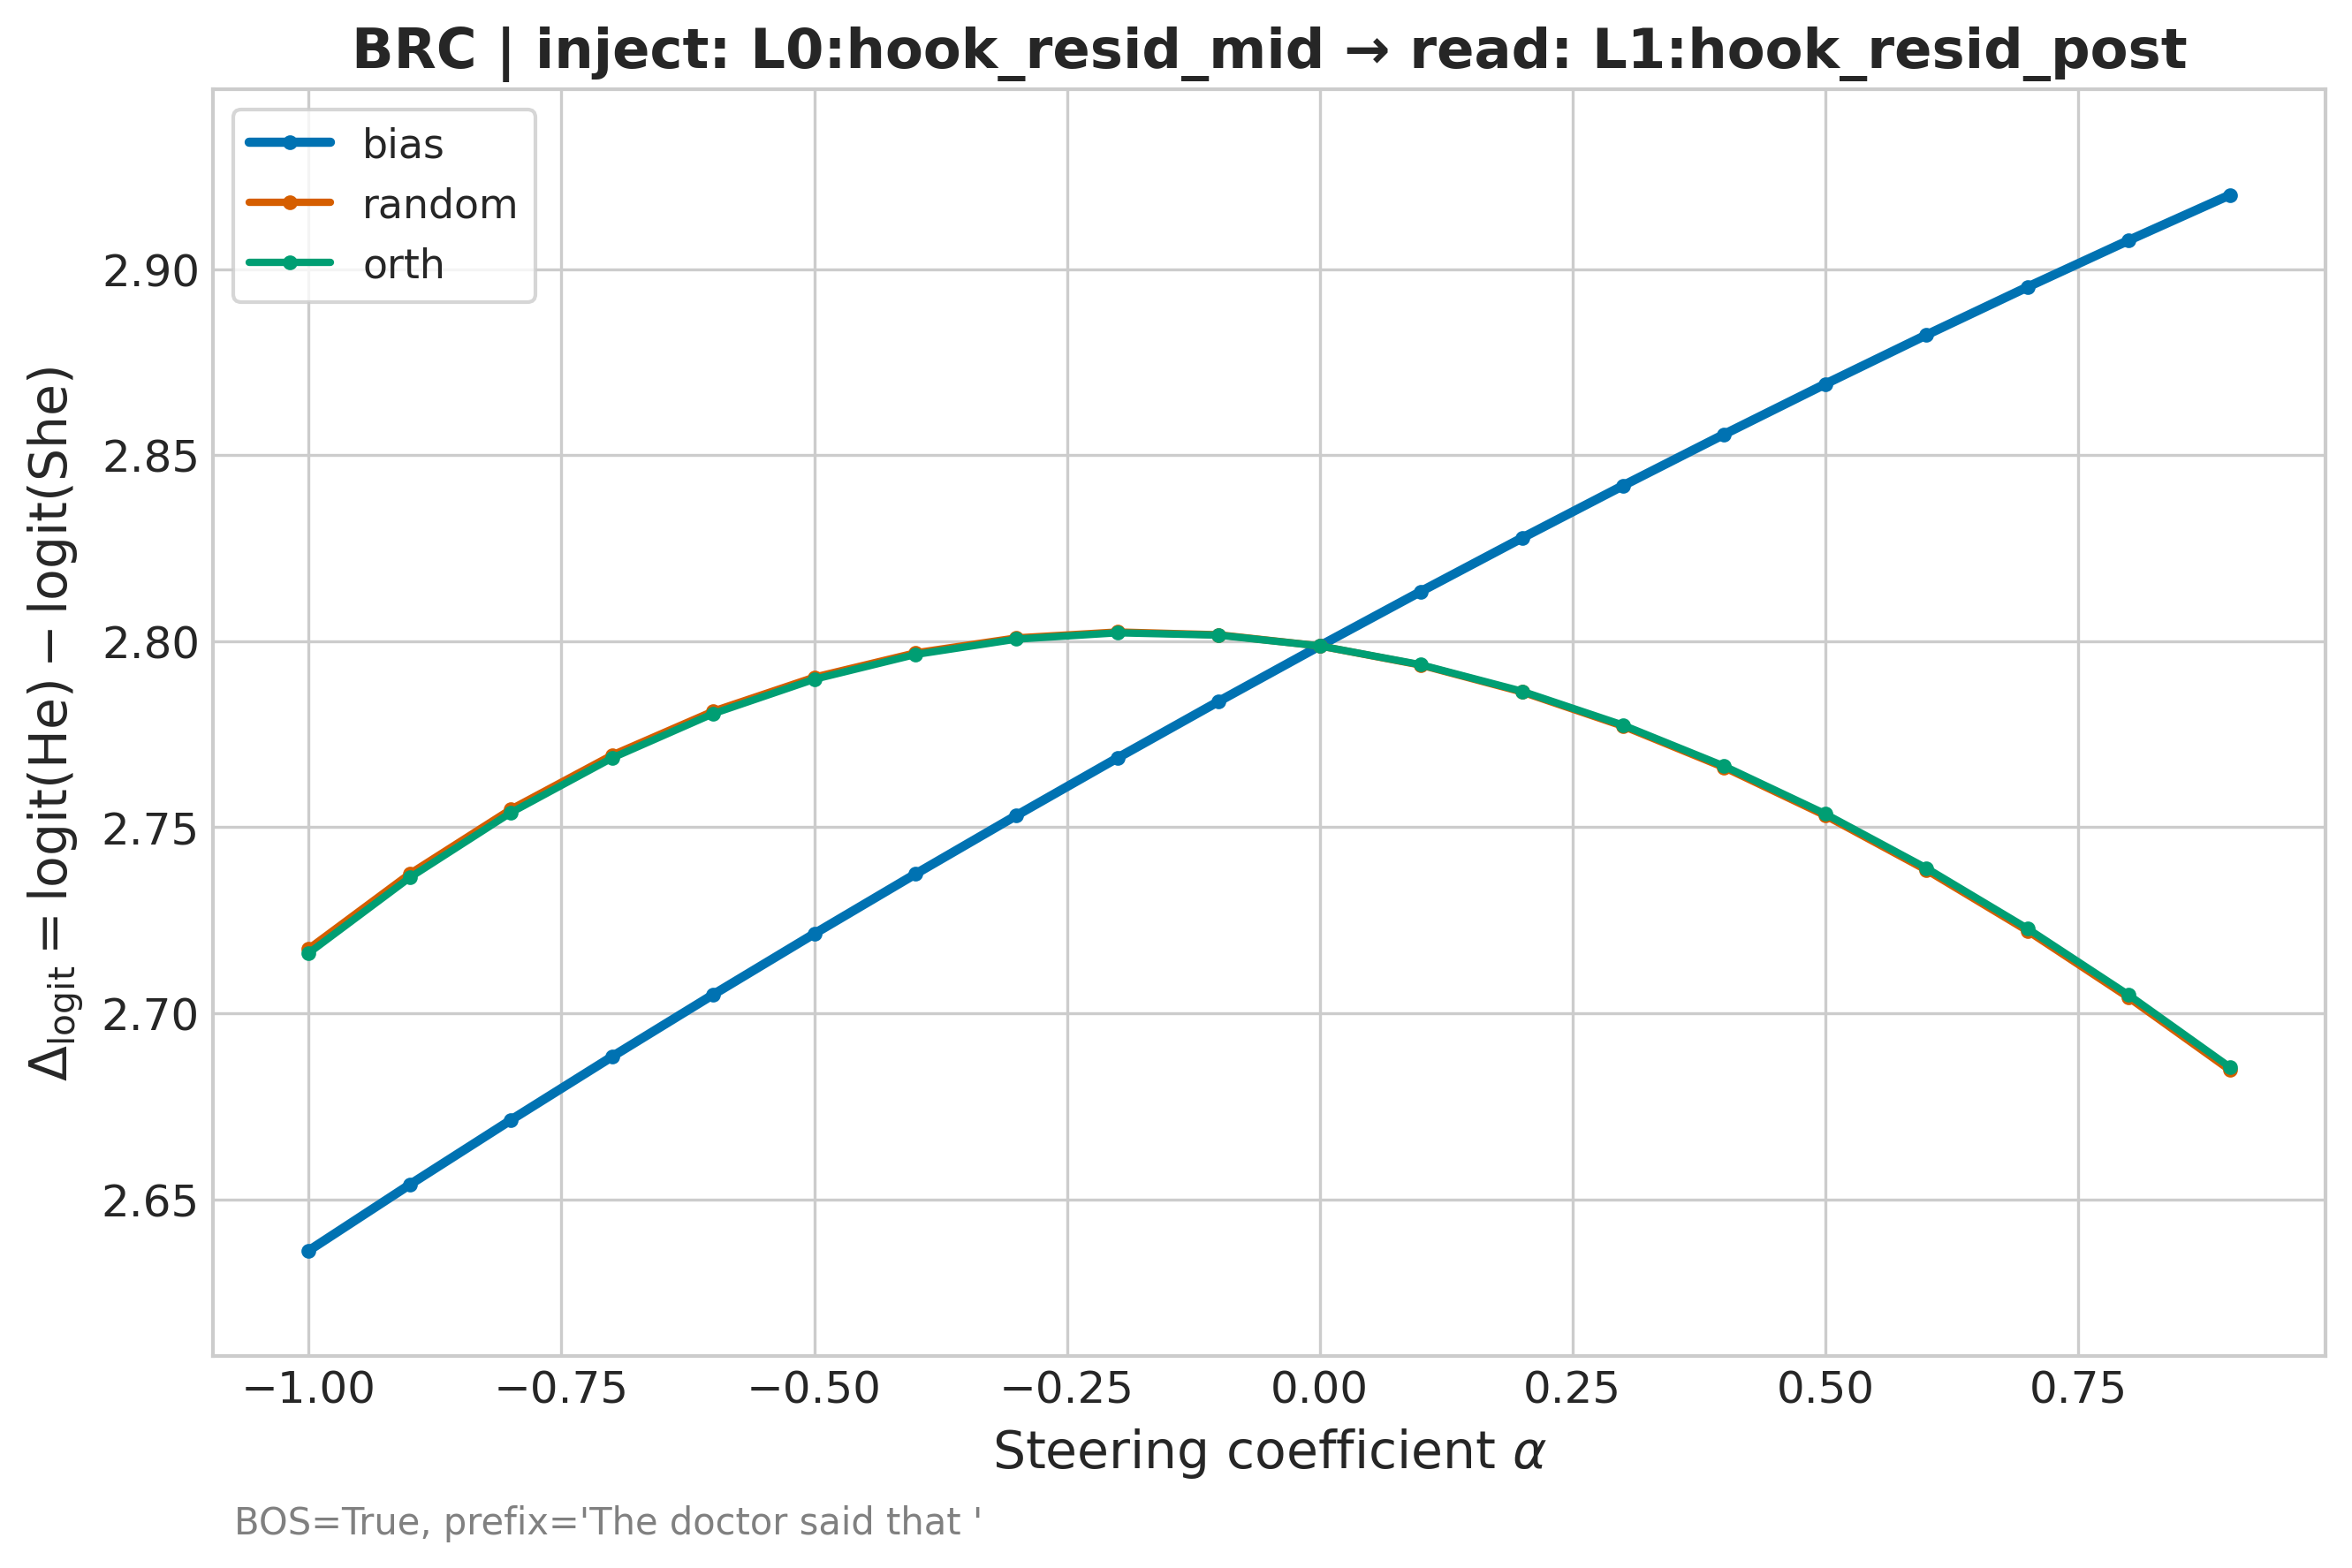 BRC | inject: L0:hook_resid_mid → read: L1:hook_resid_post
bias
random
orth
2.90
2.85
2.80
2.75
2.70
2.65
Δlogit = logit(He) − logit(She)
−1.00 −0.75 −0.50 −0.25 0.00 0.25 0.50 0.75
Steering coefficient α
BOS=True, prefix='The doctor said that '